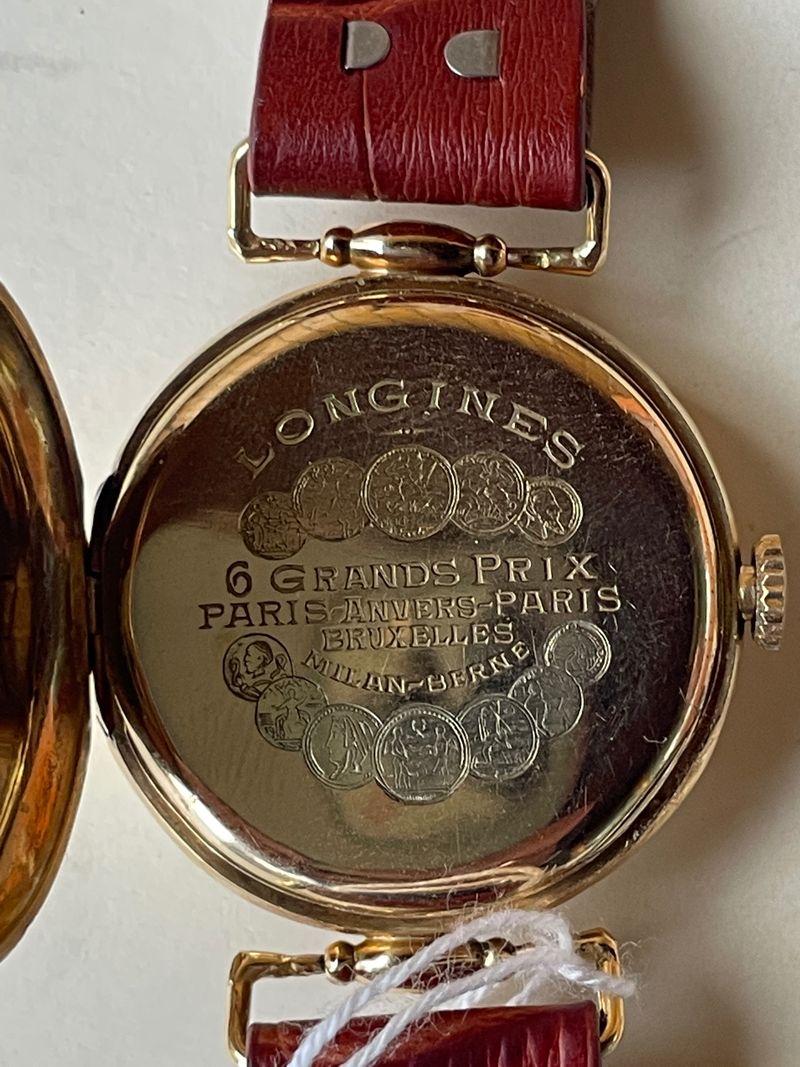 LONGINES
6 GRANDS PRIX
PARIS-ANVERS-PARIS
BRUXELLES
MILAN-BERNE